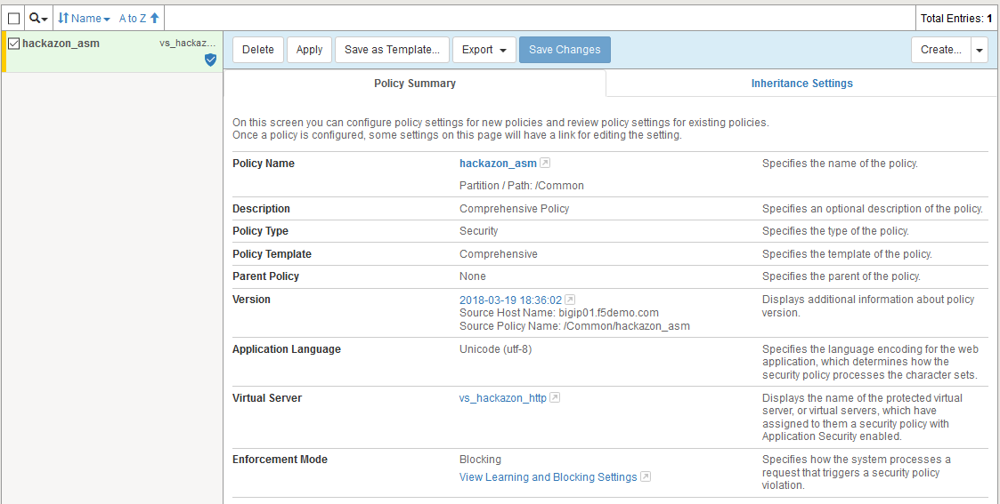 Name A to Z Total Entries: 1
hackazon_asm vs_hackaz...
Delete Apply Save as Template... Export Save Changes Create...
Policy Summary Inheritance Settings
On this screen you can configure policy settings for new policies and review policy settings for existing policies.
Once a policy is configured, some settings on this page will have a link for editing the setting.
Policy Name hackazon_asm Specifies the name of the policy.
Partition / Path: /Common
Description Comprehensive Policy Specifies an optional description of the policy.
Policy Type Security Specifies the type of the policy.
Policy Template Comprehensive Specifies the template of the policy.
Parent Policy None Specifies the parent of the policy.
Version 2018-03-19 18:36:02 Displays additional information about policy
Source Host Name: bigip01.f5demo.com version.
Source Policy Name: /Common/hackazon_asm
Application Language Unicode (utf-8) Specifies the language encoding for the web
application, which determines how the
security policy processes the character sets.
Virtual Server vs_hackazon_http Displays the name of the protected virtual
server, or virtual servers, which have
assigned to them a security policy with
Application Security enabled.
Enforcement Mode Blocking Specifies how the system processes a
View Learning and Blocking Settings request that triggers a security policy
violation.